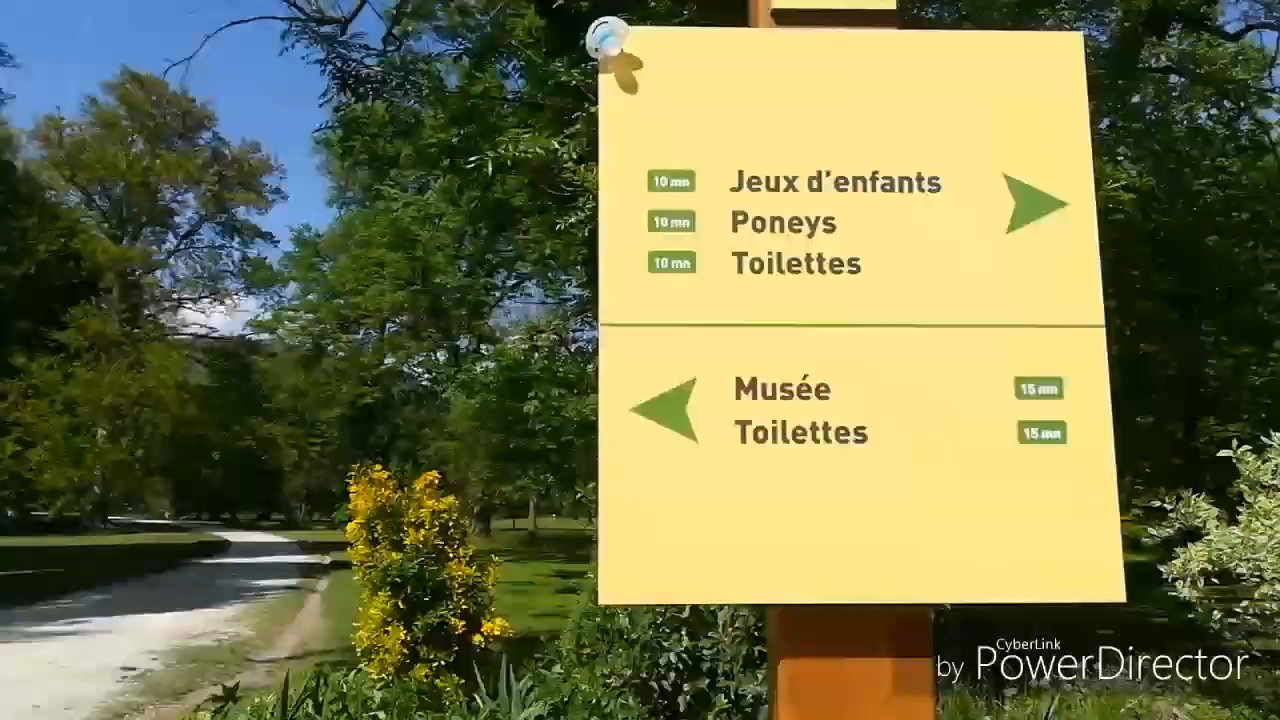 10 mn Jeux d'enfants
10 mn Poneys
10 mn Toilettes
Musée 15 mn
Toilettes 15 mn
CyberLink
by PowerDirector